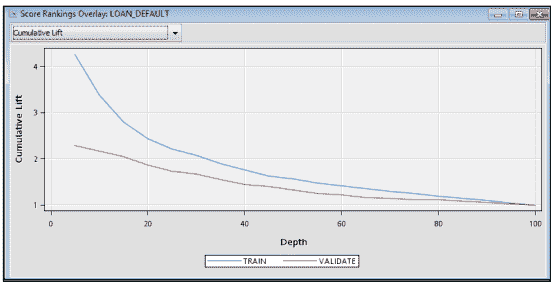 Score Rankings Overlay: LOAN_DEFAULT
Cumulative Lift
Cumulative Lift
4
3
2
1
0 20 40 60 80 100
Depth
TRAIN VALIDATE